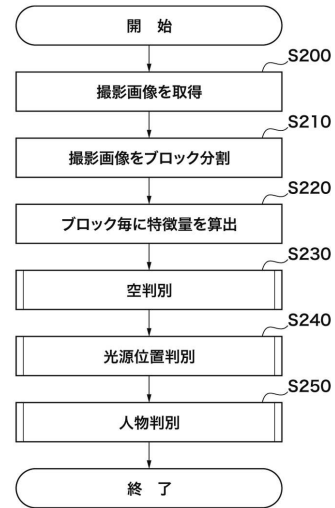 開 始
S200
撮影画像を取得
S210
撮影画像をブロック分割
S220
ブロック毎に特徴量を算出
S230
空判別
S240
光源位置判別
S250
人物判別
終 了